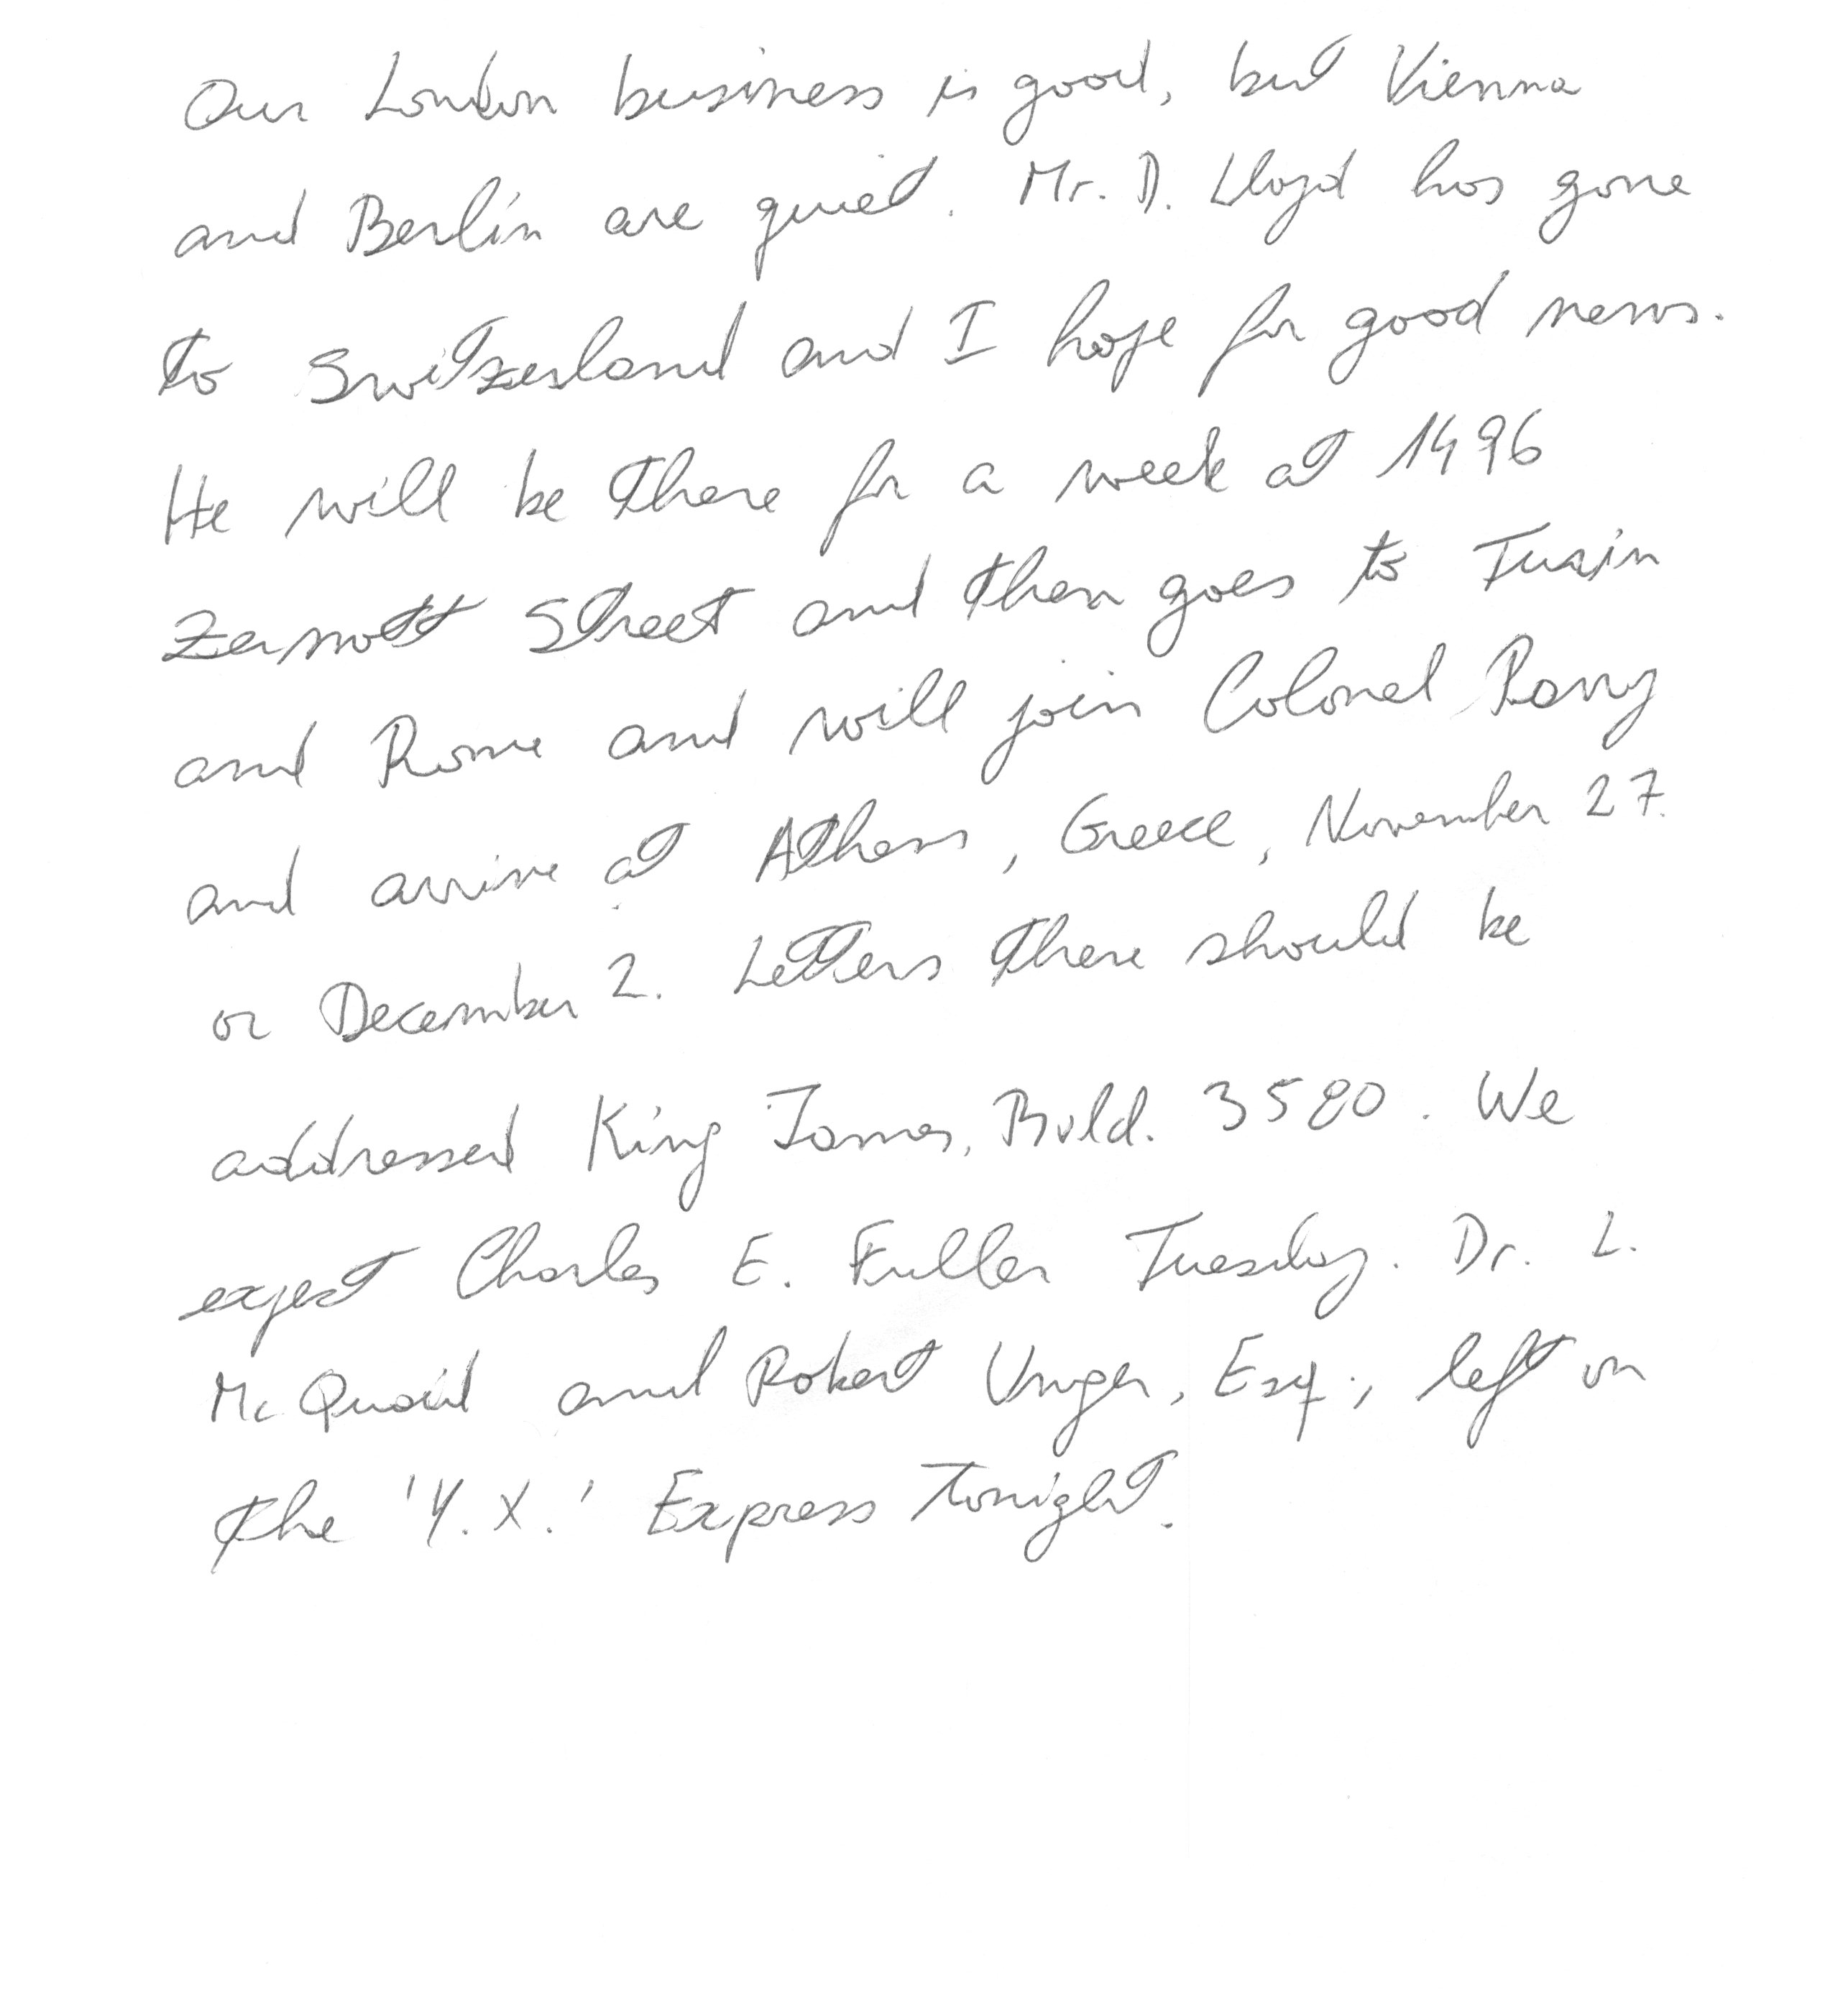 Our London business is good, but Vienna
and Berlin are quiet. Mr. D. Lloyd has gone
to Switzerland and I hope for good news.
He will be there for a week at 1496
Zermott Street and then goes to Turin
and Rome and will join Colonel Parry
and arrive at Athens, Greece, November 27.
or December 2. Letters there should be
addressed King James, Bvld. 3580. We
expect Charles E. Fuller Tuesday. Dr. L.
McQuaid and Robert Unger, Esq., left on
the 'Y.X.' Express tonight.